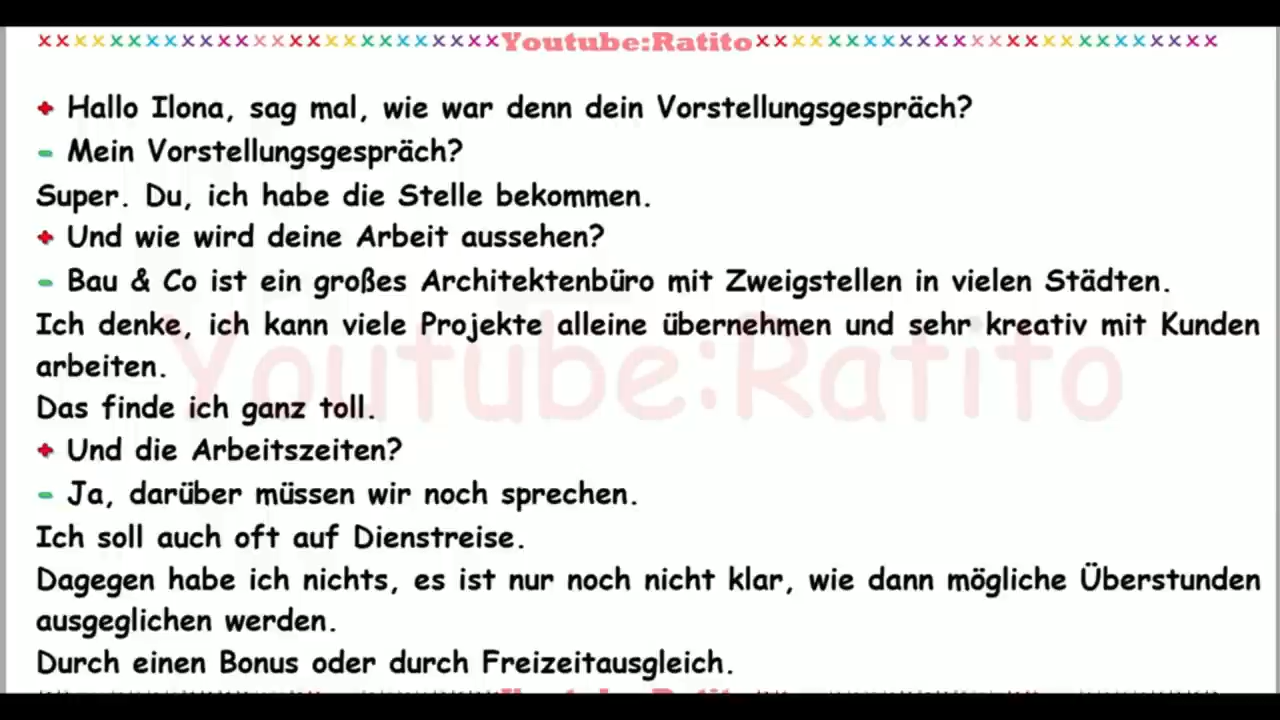 xxxxxxxxxxxxxxxxxxxxxxxxxxYoutube:Ratitoxxxxxxxxxxxxxxxxxxxxxxxxxx
+ Hallo Ilona, sag mal, wie war denn dein Vorstellungsgespräch?
- Mein Vorstellungsgespräch?
Super. Du, ich habe die Stelle bekommen.
+ Und wie wird deine Arbeit aussehen?
- Bau & Co ist ein großes Architektenbüro mit Zweigstellen in vielen Städten.
Ich denke, ich kann viele Projekte alleine übernehmen und sehr kreativ mit Kunden
arbeiten.
Youtube:Ratito
Das finde ich ganz toll.
+ Und die Arbeitszeiten?
- Ja, darüber müssen wir noch sprechen.
Ich soll auch oft auf Dienstreise.
Dagegen habe ich nichts, es ist nur noch nicht klar, wie dann mögliche Überstunden
ausgeglichen werden.
Durch einen Bonus oder durch Freizeitausgleich.
Youtube:Ratito